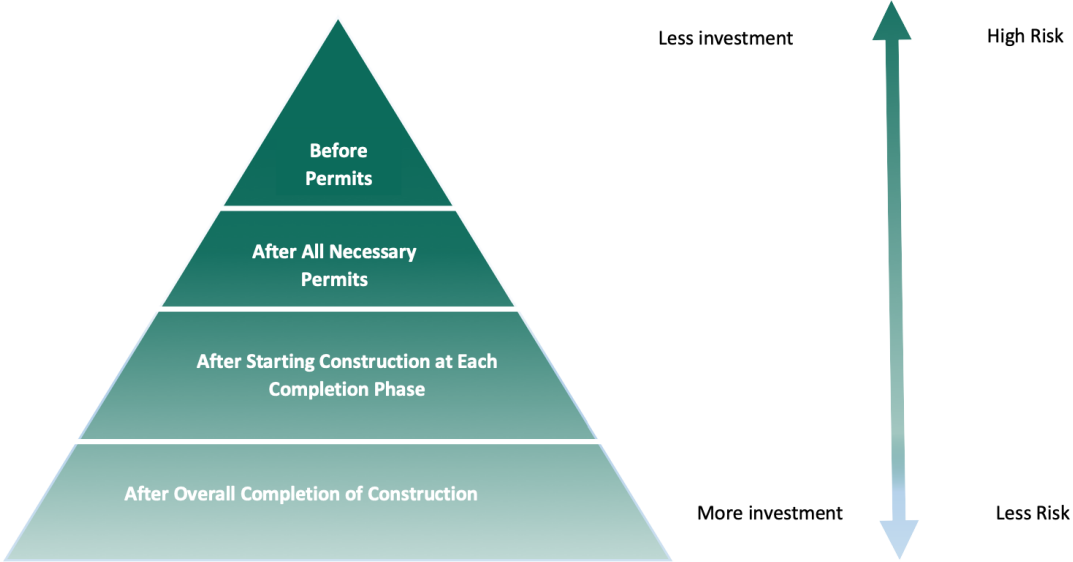 Less investment
High Risk
Before
Permits
After All Necessary
Permits
After Starting Construction at Each
Completion Phase
After Overall Completion of Construction
More investment
Less Risk